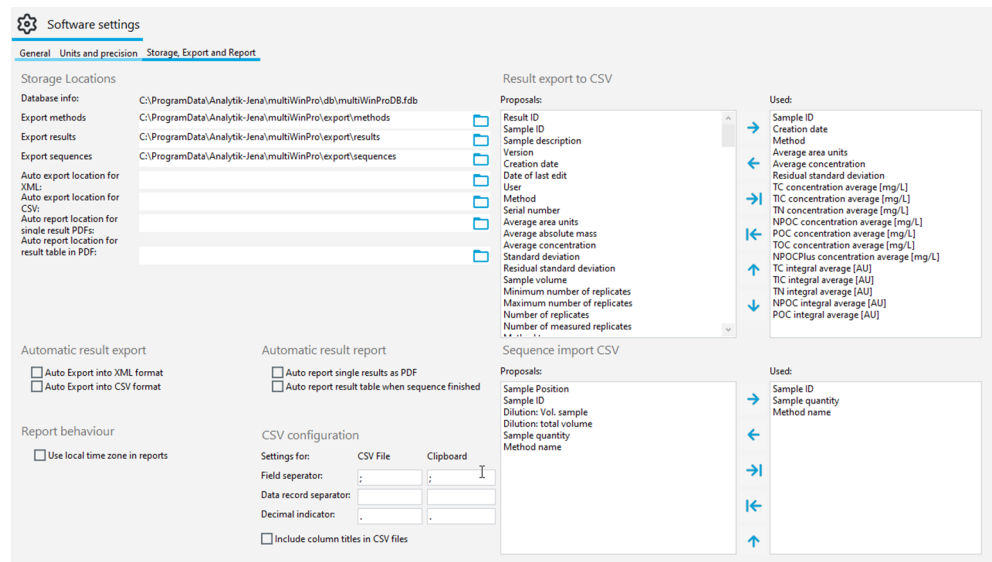 Software settings
General Units and precision Storage, Export and Report
Storage Locations
Database info: C:\ProgramData\Analytik-Jena\multiWinPro\db\multiWinProDB.fdb
Export methods C:\ProgramData\Analytik-Jena\multiWinPro\export\methods
Export results C:\ProgramData\Analytik-Jena\multiWinPro\export\results
Export sequences C:\ProgramData\Analytik-Jena\multiWinPro\export\sequences
Auto export location for
XML:
Auto export location for
CSV:
Auto report location for
single result PDFs:
Auto report location for
result table in PDF:
Result export to CSV
Proposals:
Result ID
Sample ID
Sample description
Version
Creation date
Date of last edit
User
Method
Serial number
Average area units
Average absolute mass
Average concentration
Standard deviation
Residual standard deviation
Sample volume
Minimum number of replicates
Maximum number of replicates
Number of replicates
Number of measured replicates
Used:
Sample ID
Creation date
Method
Average area units
Average concentration
Residual standard deviation
TC concentration average [mg/L]
TIC concentration average [mg/L]
TN concentration average [mg/L]
NPOC concentration average [mg/L]
POC concentration average [mg/L]
TOC concentration average [mg/L]
NPOCPlus concentration average [mg/L]
TC integral average [AU]
TIC integral average [AU]
TN integral average [AU]
NPOC integral average [AU]
POC integral average [AU]
Automatic result export
Auto Export into XML format
Auto Export into CSV format
Automatic result report
Auto report single results as PDF
Auto report result table when sequence finished
Report behaviour
Use local time zone in reports
CSV configuration
Settings for: CSV File Clipboard
Field seperator: ; ;
Data record separator:
Decimal indicator: . .
Include column titles in CSV files
Sequence import CSV
Proposals:
Sample Position
Sample ID
Dilution: Vol. sample
Dilution: total volume
Sample quantity
Method name
Used:
Sample ID
Sample quantity
Method name